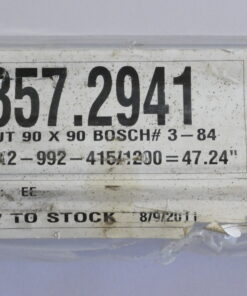 857.2941
UT 90 X 90 BOSCH# 3-84
42-992-415/1200=47.24"
EE
TO STOCK 8/9/2011